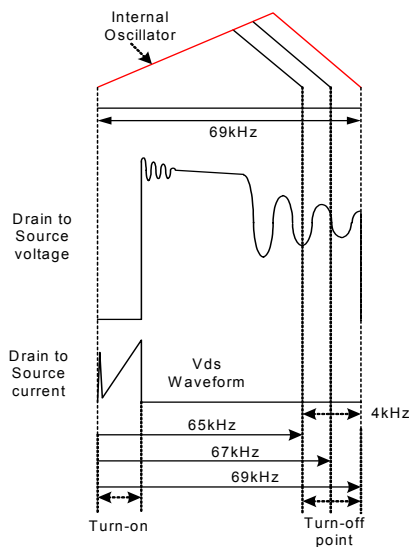 Internal
Oscillator
69kHz
Drain to
Source
voltage
Drain to
Source
current
Vds
Waveform
4kHz
65kHz
67kHz
69kHz
Turn-on
Turn-off
point